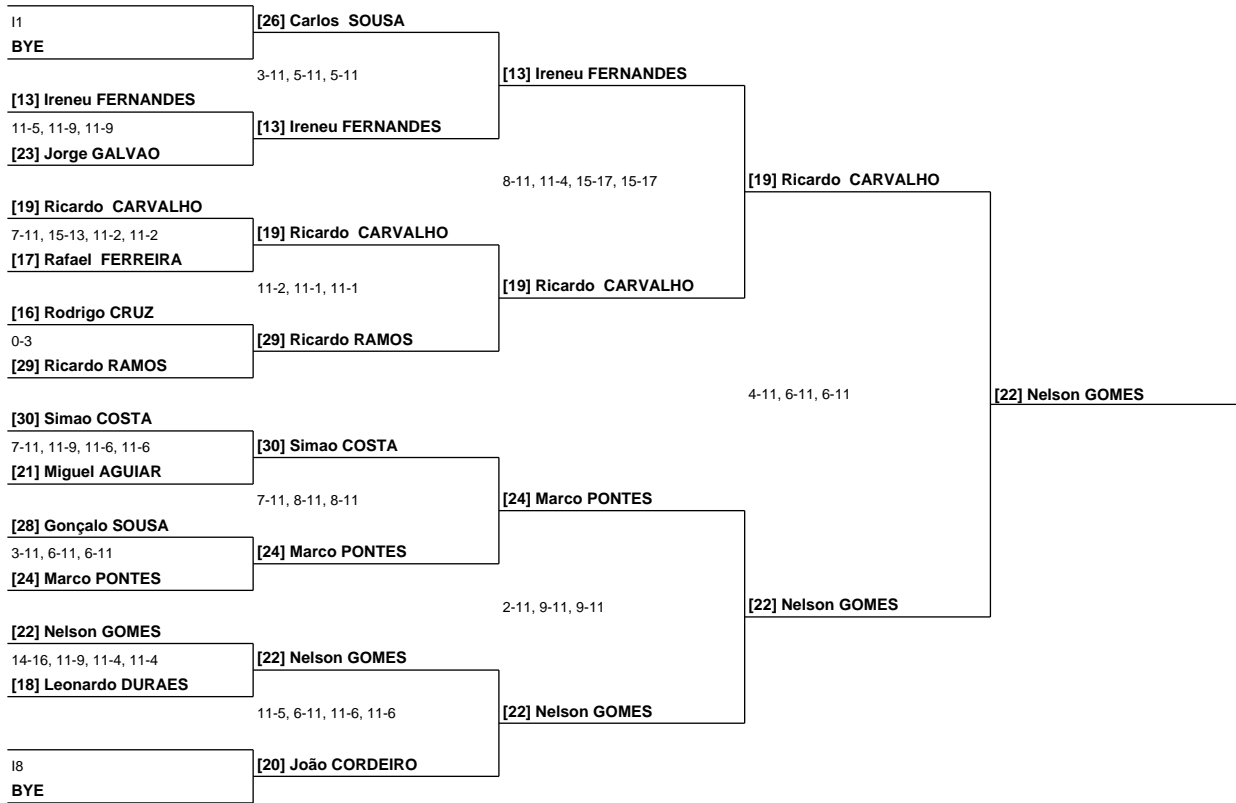 I1
BYE
[13] Ireneu FERNANDES
11-5, 11-9, 11-9
[23] Jorge GALVAO
[19] Ricardo CARVALHO
7-11, 15-13, 11-2, 11-2
[17] Rafael FERREIRA
[16] Rodrigo CRUZ
0-3
[29] Ricardo RAMOS
[30] Simao COSTA
7-11, 11-9, 11-6, 11-6
[21] Miguel AGUIAR
[28] Gonçalo SOUSA
3-11, 6-11, 6-11
[24] Marco PONTES
[22] Nelson GOMES
14-16, 11-9, 11-4, 11-4
[18] Leonardo DURAES
I8
BYE
[26] Carlos SOUSA
3-11, 5-11, 5-11
[13] Ireneu FERNANDES
[19] Ricardo CARVALHO
11-2, 11-1, 11-1
[29] Ricardo RAMOS
[30] Simao COSTA
7-11, 8-11, 8-11
[24] Marco PONTES
[22] Nelson GOMES
11-5, 6-11, 11-6, 11-6
[20] João CORDEIRO
[13] Ireneu FERNANDES
8-11, 11-4, 15-17, 15-17
[19] Ricardo CARVALHO
[24] Marco PONTES
2-11, 9-11, 9-11
[22] Nelson GOMES
[19] Ricardo CARVALHO
4-11, 6-11, 6-11
[22] Nelson GOMES
[22] Nelson GOMES